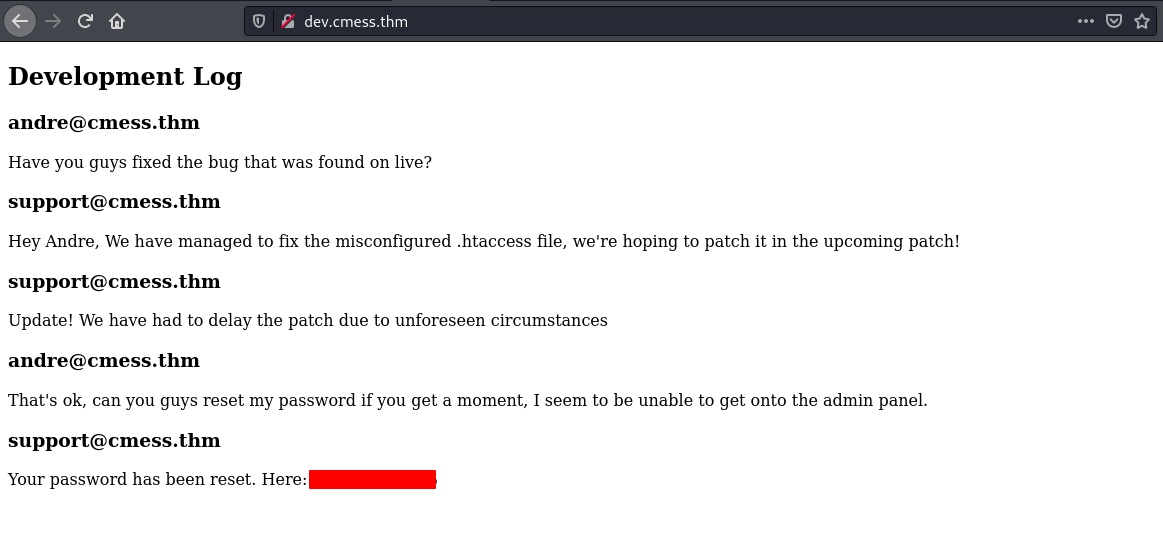 dev.cmess.thm
Development Log
andre@cmess.thm
Have you guys fixed the bug that was found on live?
support@cmess.thm
Hey Andre, We have managed to fix the misconfigured .htaccess file, we're hoping to patch it in the upcoming patch!
support@cmess.thm
Update! We have had to delay the patch due to unforeseen circumstances
andre@cmess.thm
That's ok, can you guys reset my password if you get a moment, I seem to be unable to get onto the admin panel.
support@cmess.thm
Your password has been reset. Here: